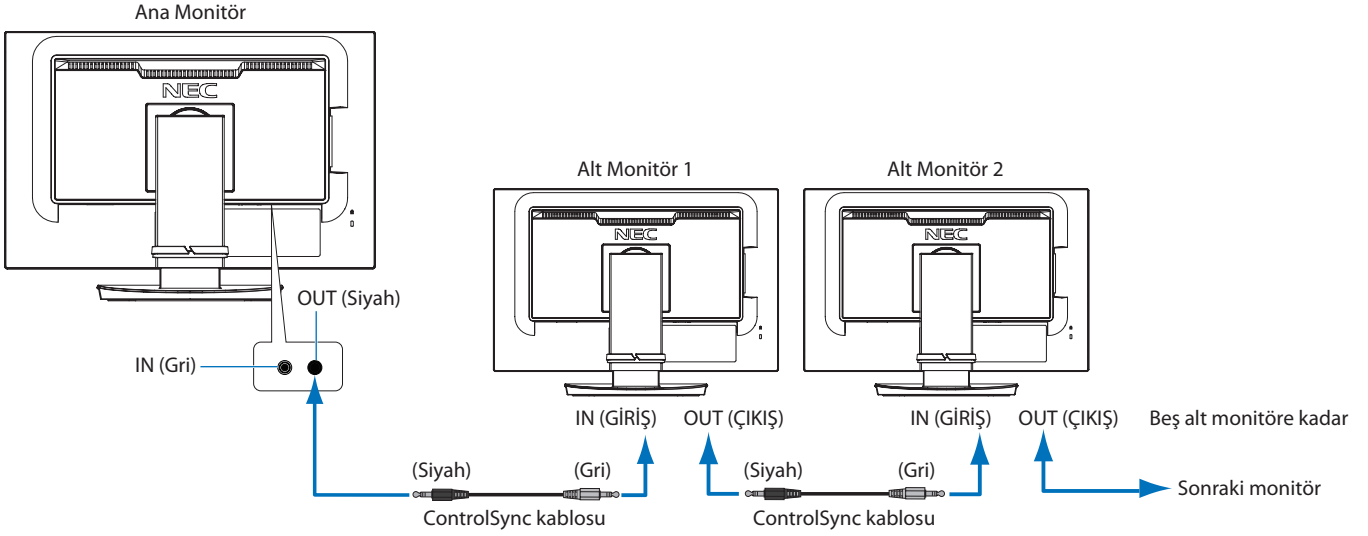 Ana Monitör
NEC
Alt Monitör 1
Alt Monitör 2
NEC
NEC
OUT (Siyah)
IN (Gri)
IN (GİRİŞ)
OUT (ÇIKIŞ)
IN (GİRİŞ)
OUT (ÇIKIŞ)
Beş alt monitöre kadar
(Siyah)
(Gri)
(Siyah)
(Gri)
Sonraki monitör
ControlSync kablosu
ControlSync kablosu